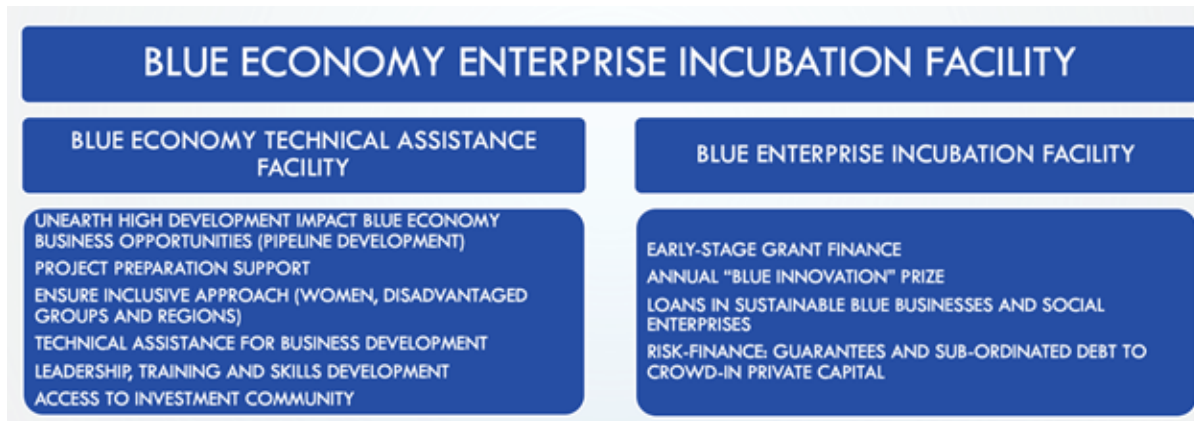 BLUE ECONOMY ENTERPRISE INCUBATION FACILITY
BLUE ECONOMY TECHNICAL ASSISTANCE
FACILITY
UNEARTH HIGH DEVELOPMENT IMPACT BLUE ECONOMY
BUSINESS OPPORTUNITIES (PIPELINE DEVELOPMENT)
PROJECT PREPARATION SUPPORT
ENSURE INCLUSIVE APPROACH (WOMEN, DISADVANTAGED
GROUPS AND REGIONS)
TECHNICAL ASSISTANCE FOR BUSINESS DEVELOPMENT
LEADERSHIP, TRAINING AND SKILLS DEVELOPMENT
ACCESS TO INVESTMENT COMMUNITY
BLUE ENTERPRISE INCUBATION FACILITY
EARLY-STAGE GRANT FINANCE
ANNUAL "BLUE INNOVATION" PRIZE
LOANS IN SUSTAINABLE BLUE BUSINESSES AND SOCIAL
ENTERPRISES
RISK-FINANCE: GUARANTEES AND SUB-ORDINATED DEBT TO
CROWD-IN PRIVATE CAPITAL